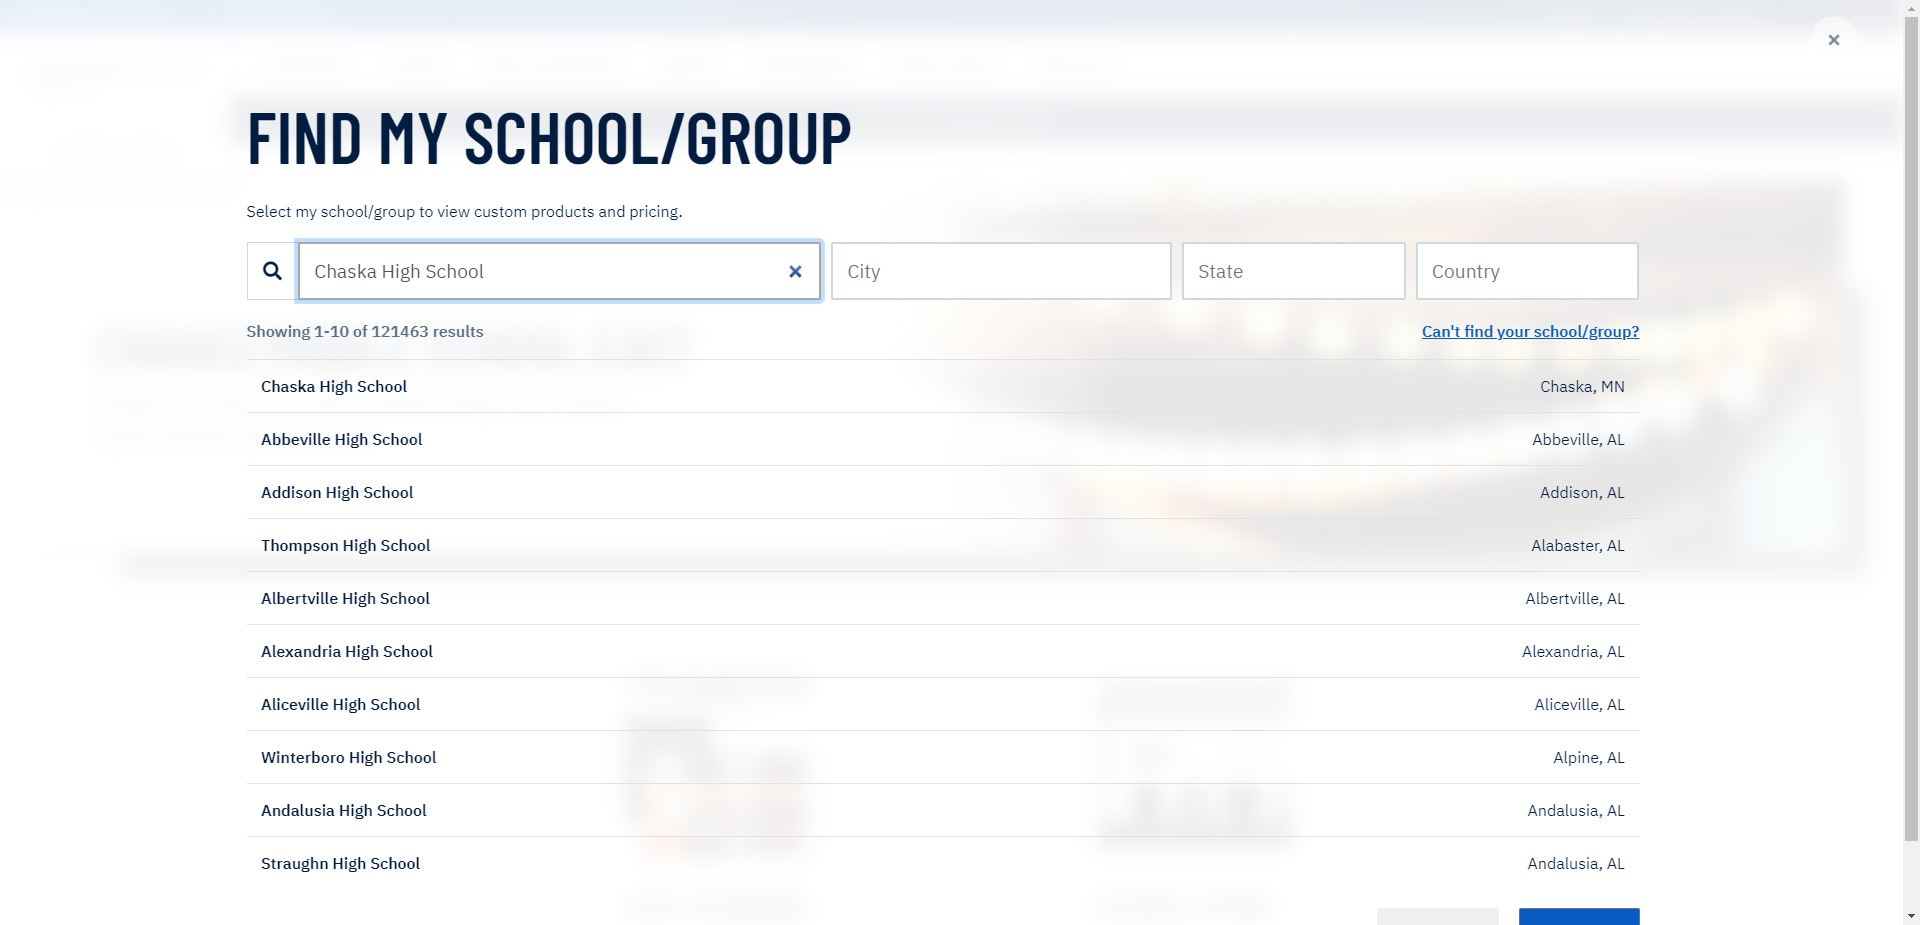 FIND MY SCHOOL/GROUP
Select my school/group to view custom products and pricing.
Chaska High School City State Country
Showing 1-10 of 121463 results Can't find your school/group?
Chaska High School Chaska, MN
Abbeville High School Abbeville, AL
Addison High School Addison, AL
Thompson High School Alabaster, AL
Albertville High School Albertville, AL
Alexandria High School Alexandria, AL
Aliceville High School Aliceville, AL
Winterboro High School Alpine, AL
Andalusia High School Andalusia, AL
Straughn High School Andalusia, AL